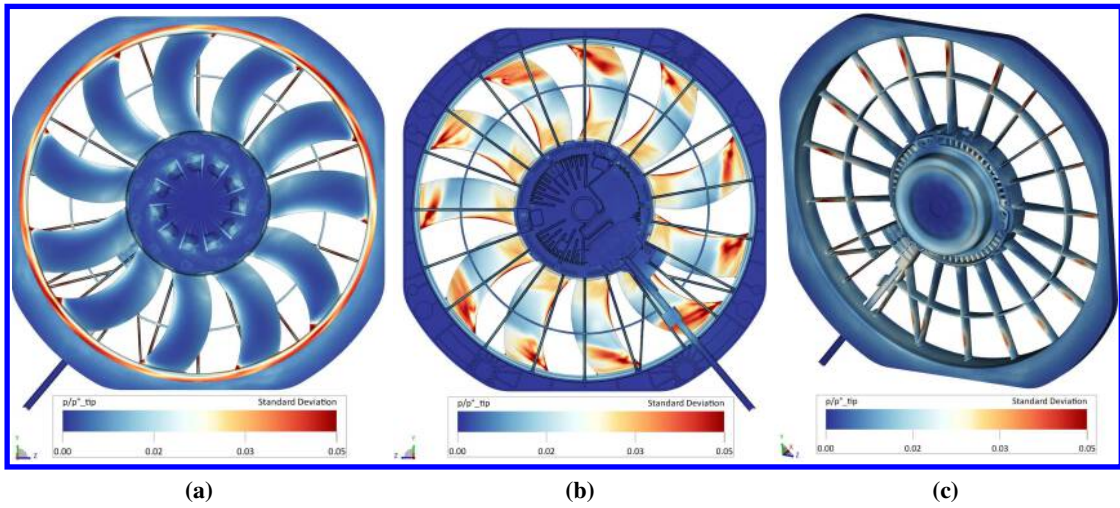 p/p°_tip Standard Deviation
0.00 0.02 0.03 0.05
Y
Z
p/p°_tip Standard Deviation
0.00 0.02 0.03 0.05
Y
Z
p/p°_tip Standard Deviation
0.00 0.02 0.03 0.05
Y
X
Z
(a) (b) (c)